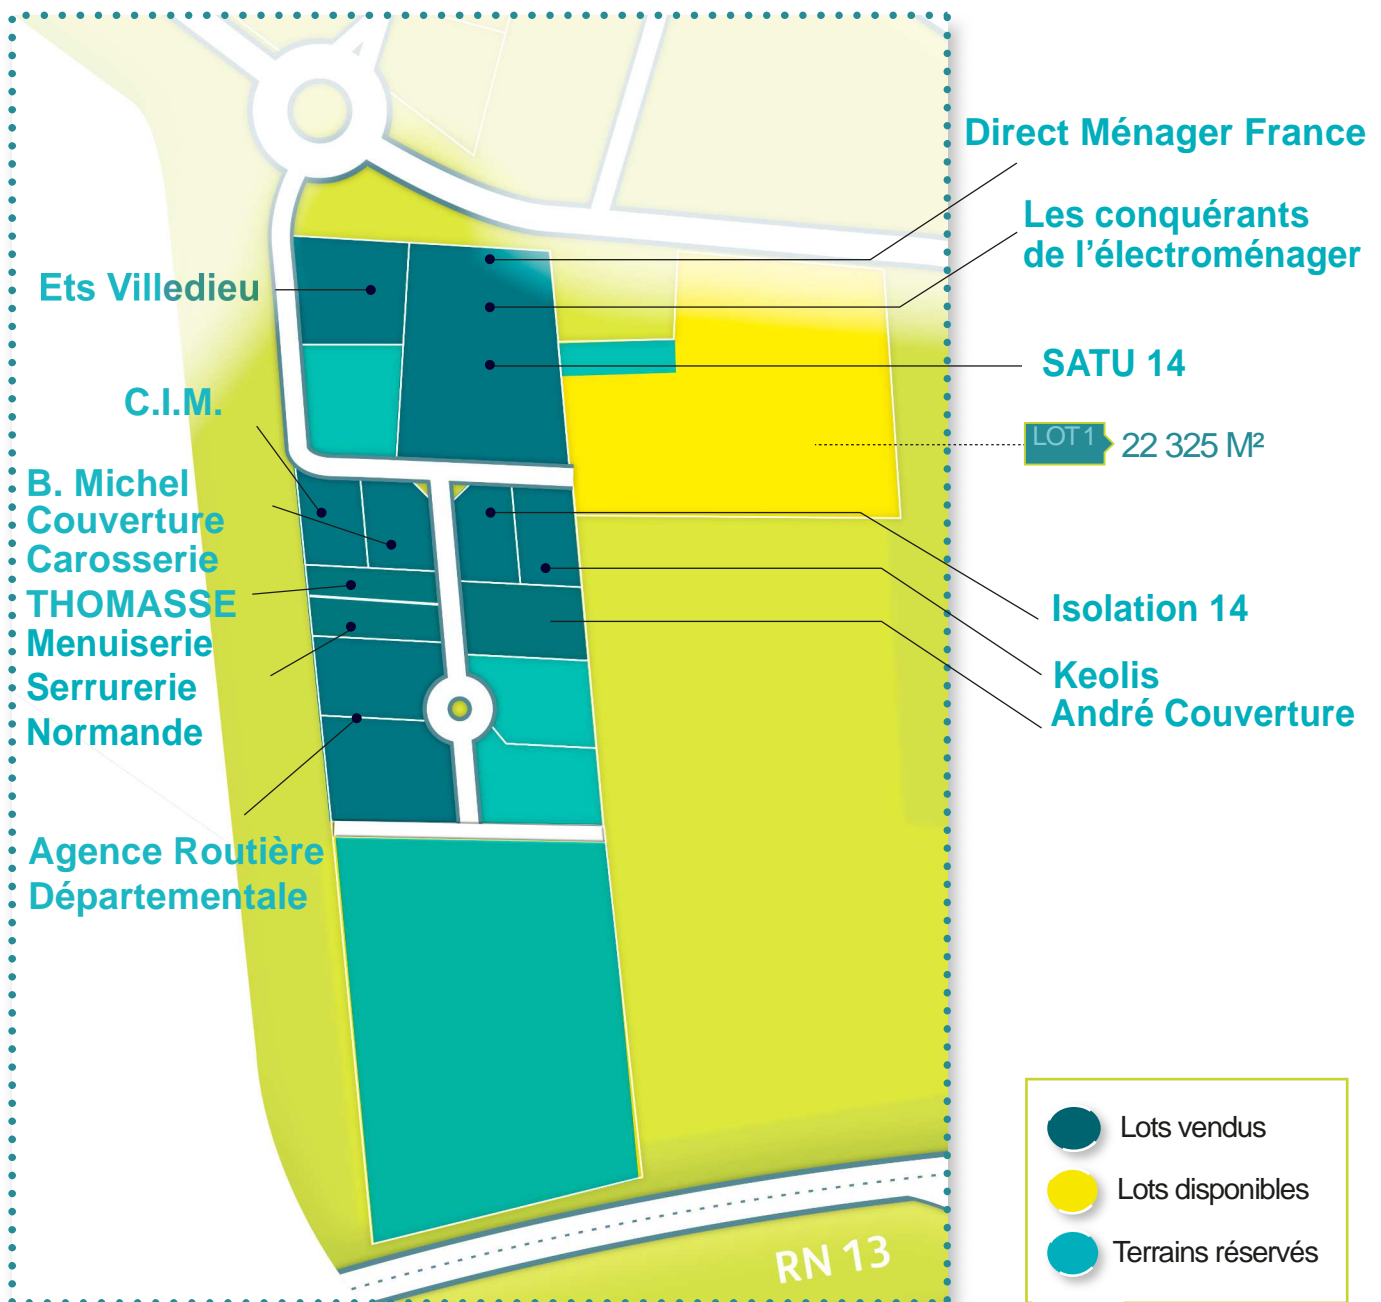 Direct Ménager France
Les conquérants
de l'électroménager
Ets Villedieu
SATU 14
C.I.M.
LOT 1
22 325 M²
B. Michel
Couverture
Carosserie
THOMASSE
Menuiserie
Serrurerie
Normande
Isolation 14
Keolis
André Couverture
Agence Routière
Départementale
Lots vendus
Lots disponibles
Terrains réservés
RN 13